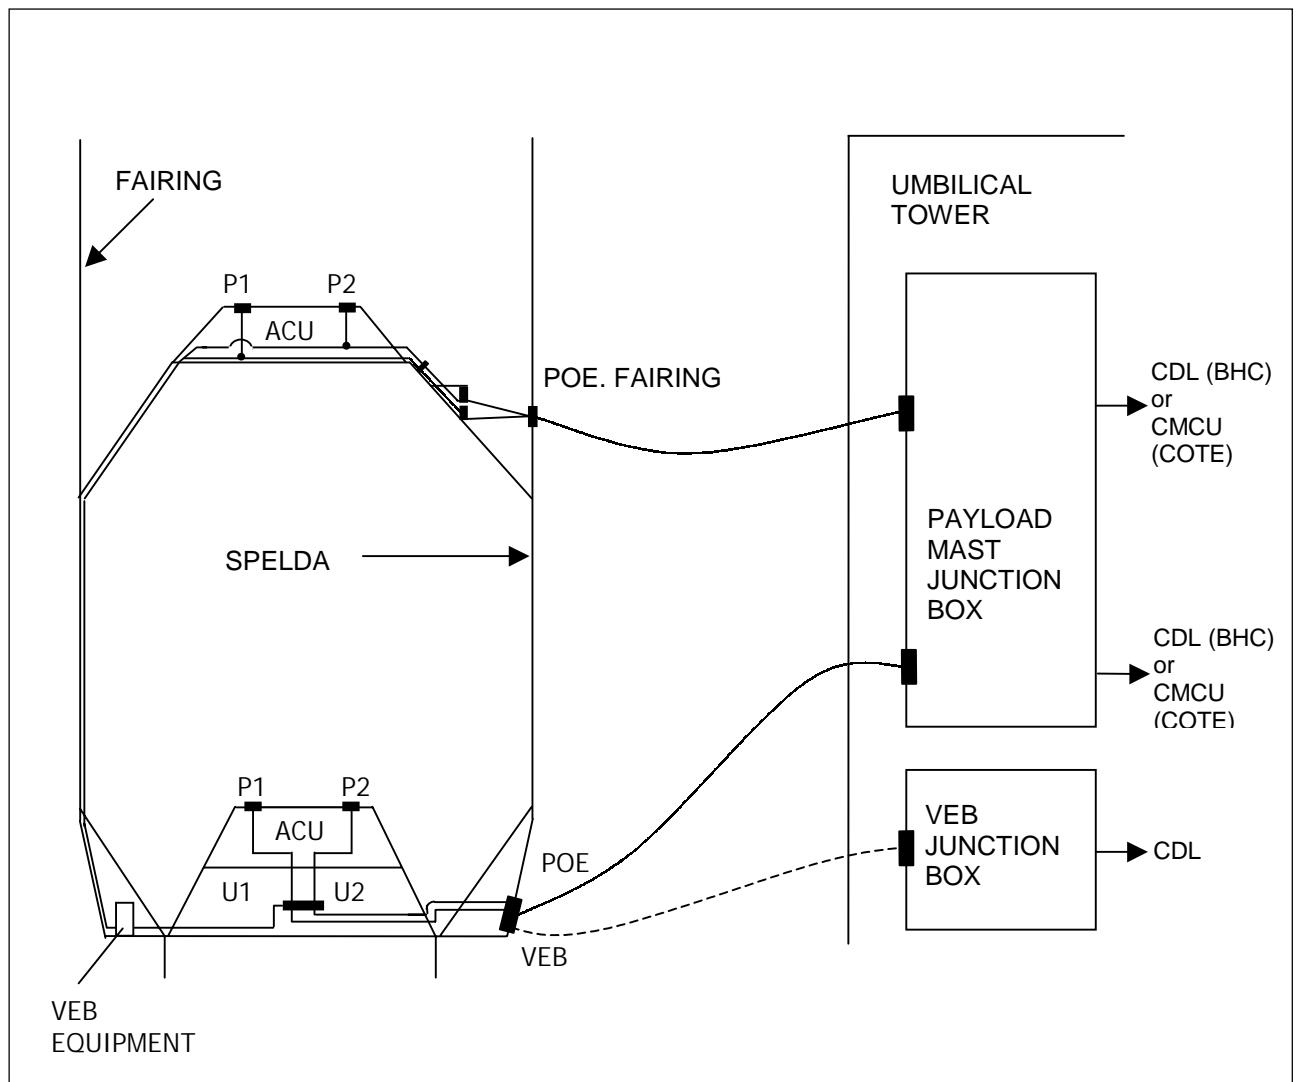 FAIRING
UMBILICAL
TOWER
P1
P2
ACU
POE. FAIRING
CDL (BHC)
or
CMCU
(COTE)
PAYLOAD
MAST
JUNCTION
BOX
SPELDA
CDL (BHC)
or
CMCU
(COTE)
P1
P2
ACU
U1
U2
POE
VEB
VEB
JUNCTION
BOX
CDL
VEB
EQUIPMENT